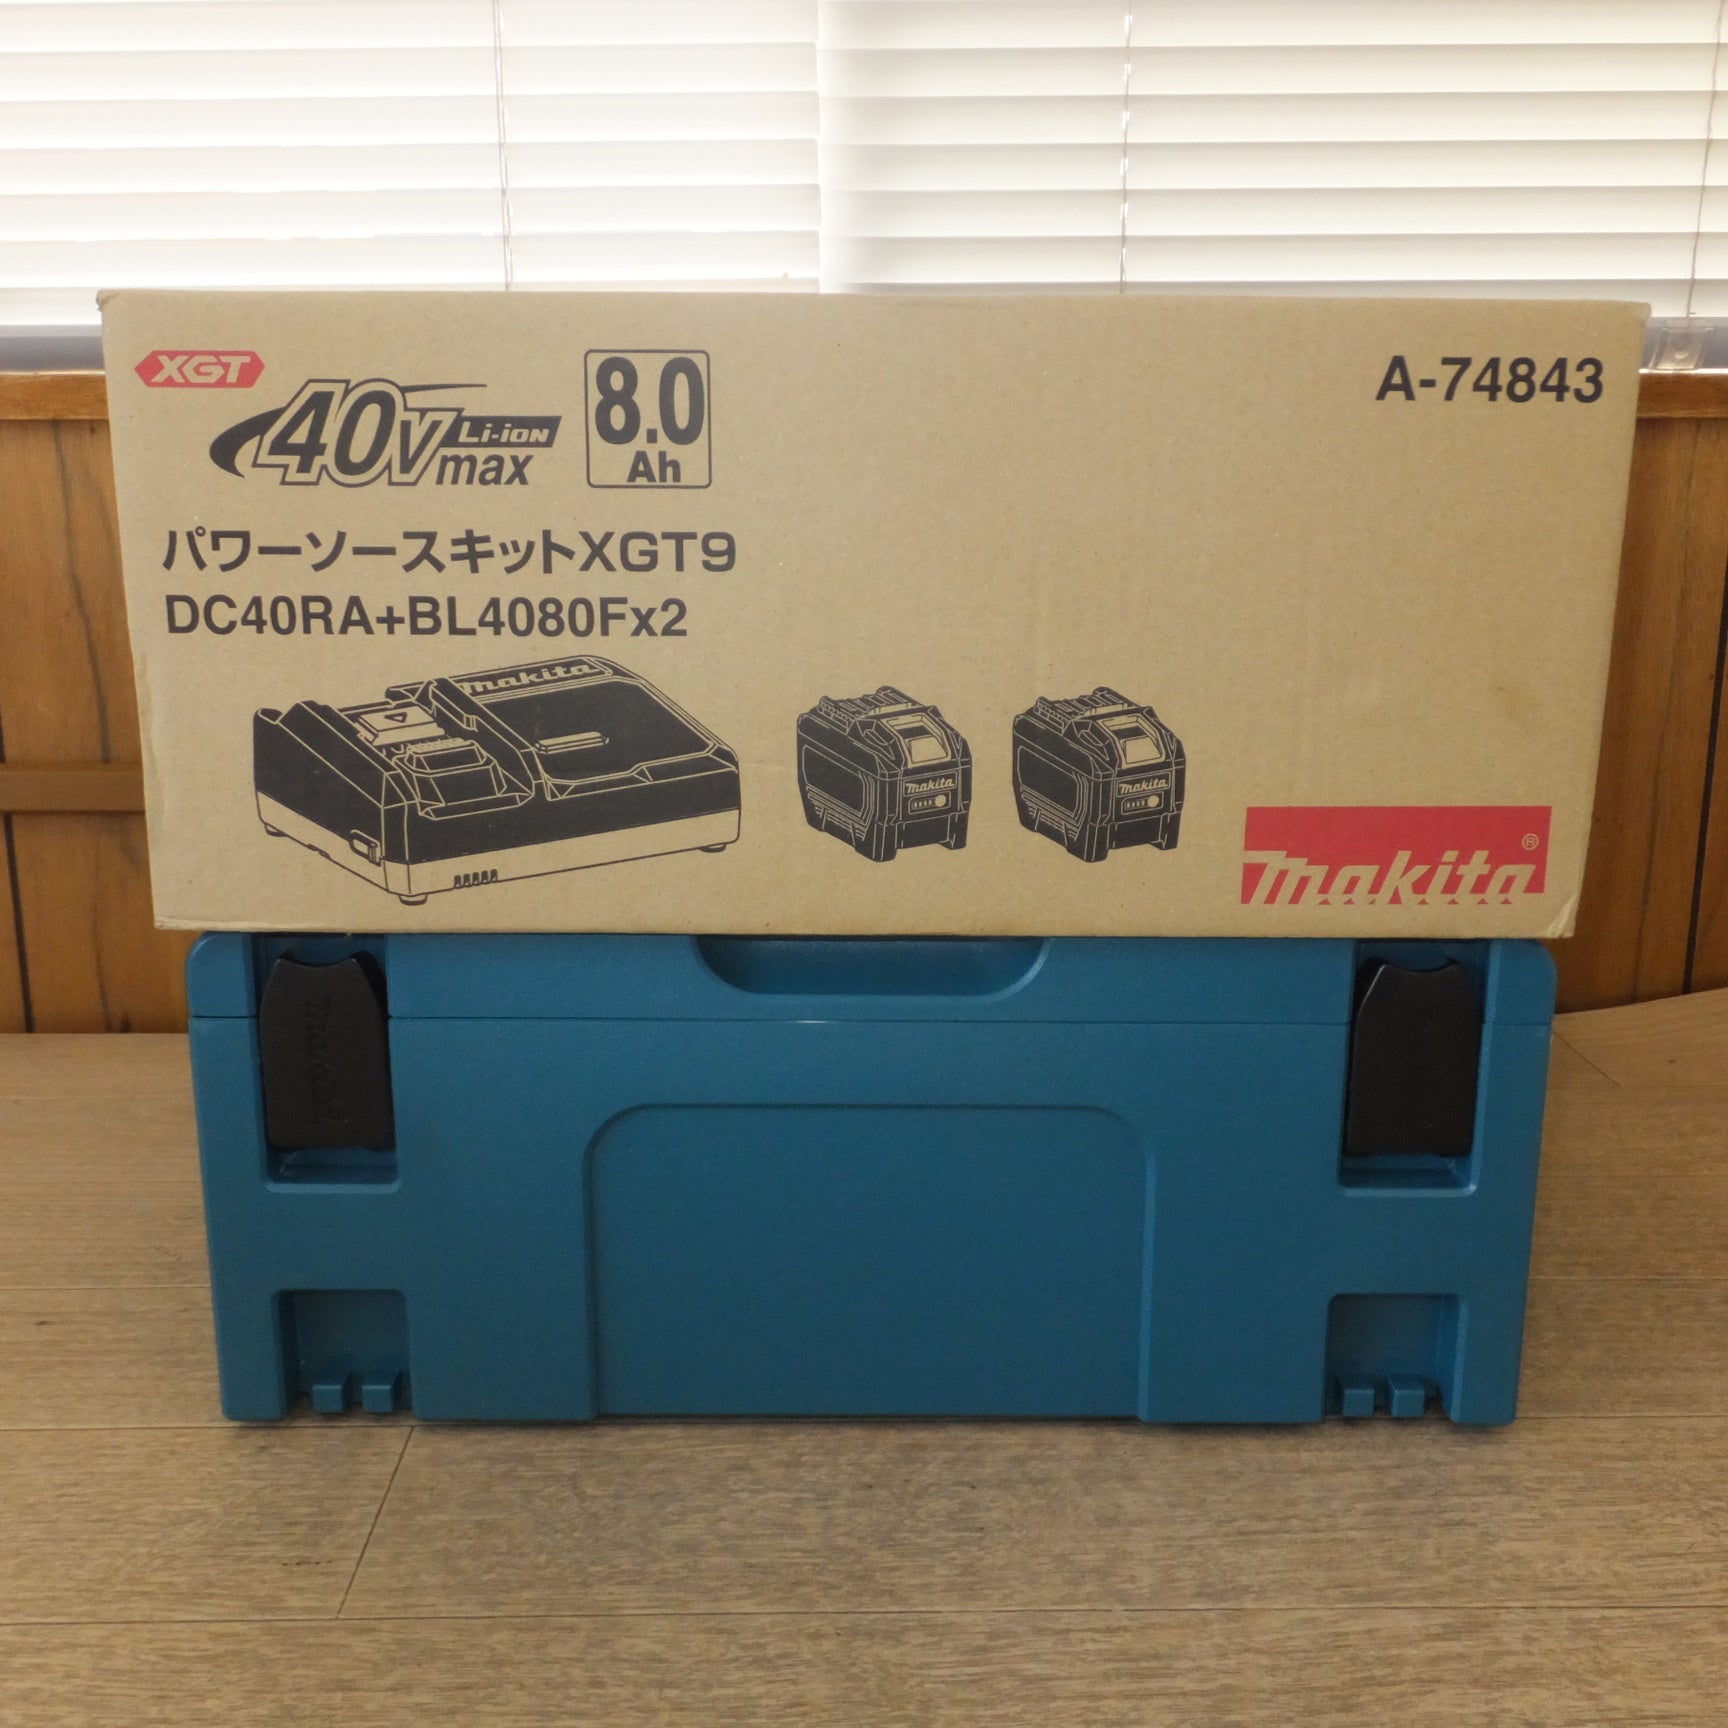 XGT
40V Li-ion
max
8.0
Ah
A-74843
パワーソースキットXGT9
DC40RA+BL4080Fx2
makita
makita
makita
makita®
makita